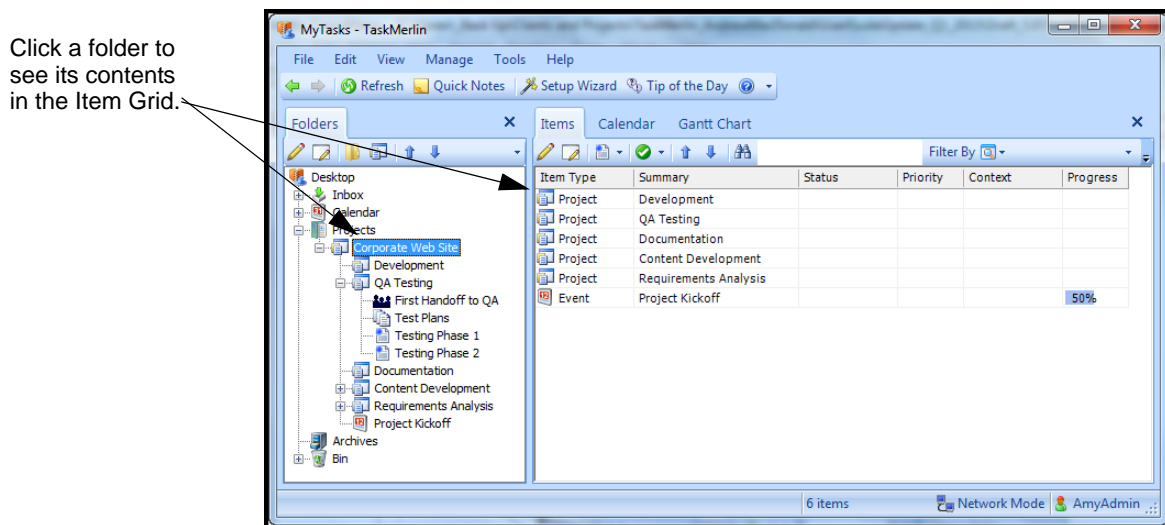 Click a folder to
see its contents
in the Item Grid.
MyTasks - TaskMerlin
File Edit View Manage Tools Help
Refresh Quick Notes Setup Wizard Tip of the Day
Folders
Items Calendar Gantt Chart
Filter By
Desktop
Inbox
Calendar
Projects
Corporate Web Site
Development
QA Testing
First Handoff to QA
Test Plans
Testing Phase 1
Testing Phase 2
Documentation
Content Development
Requirements Analysis
Project Kickoff
Archives
Bin
Item Type Summary Status Priority Context Progress
Project Development
Project QA Testing
Project Documentation
Project Content Development
Project Requirements Analysis
Event Project Kickoff 50%
6 items Network Mode AmyAdmin